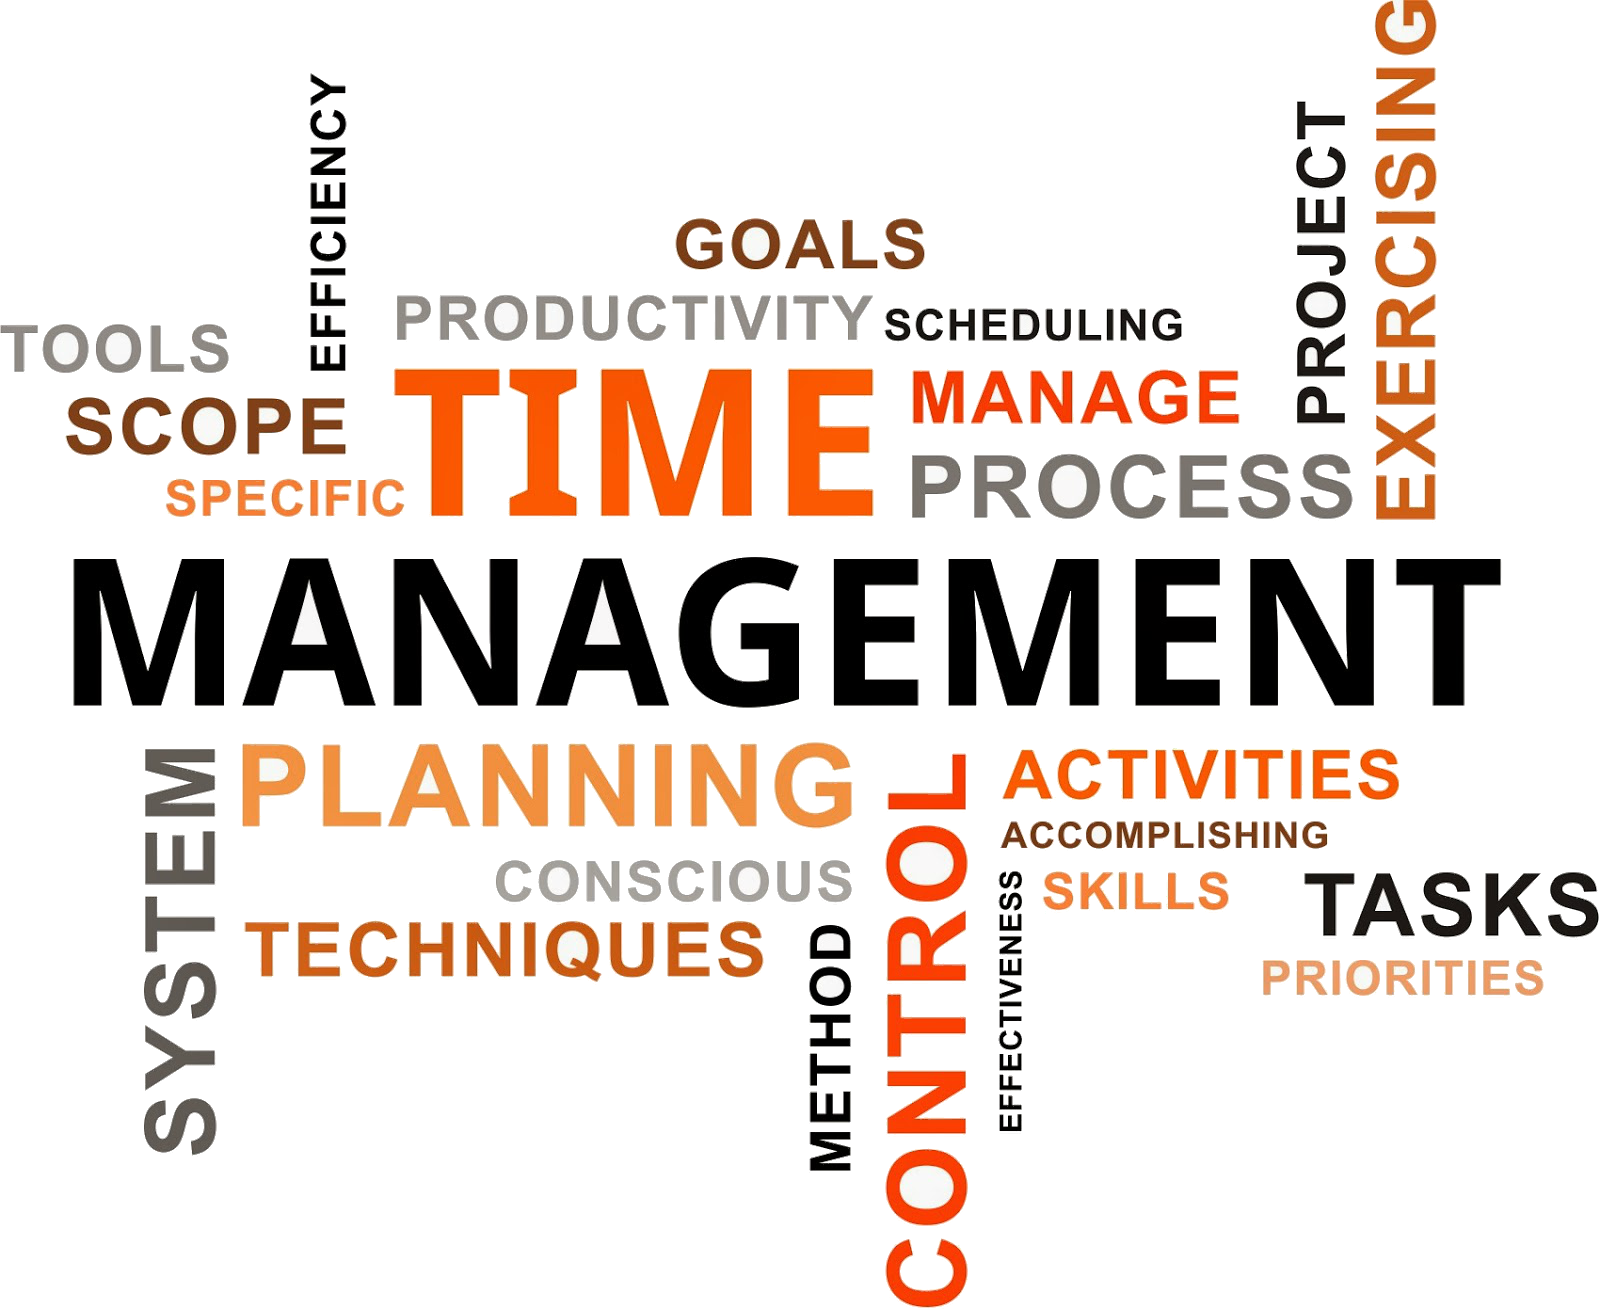 EFFICIENCY
PROJECT
EXERCISING
GOALS
PRODUCTIVITY
SCHEDULING
TOOLS
SCOPE
SPECIFIC
TIME
MANAGE
PROCESS
MANAGEMENT
SYSTEM
PLANNING
CONSCIOUS
TECHNIQUES
METHOD
CONTROL
ACTIVITIES
ACCOMPLISHING
EFFECTIVENESS
SKILLS
TASKS
PRIORITIES